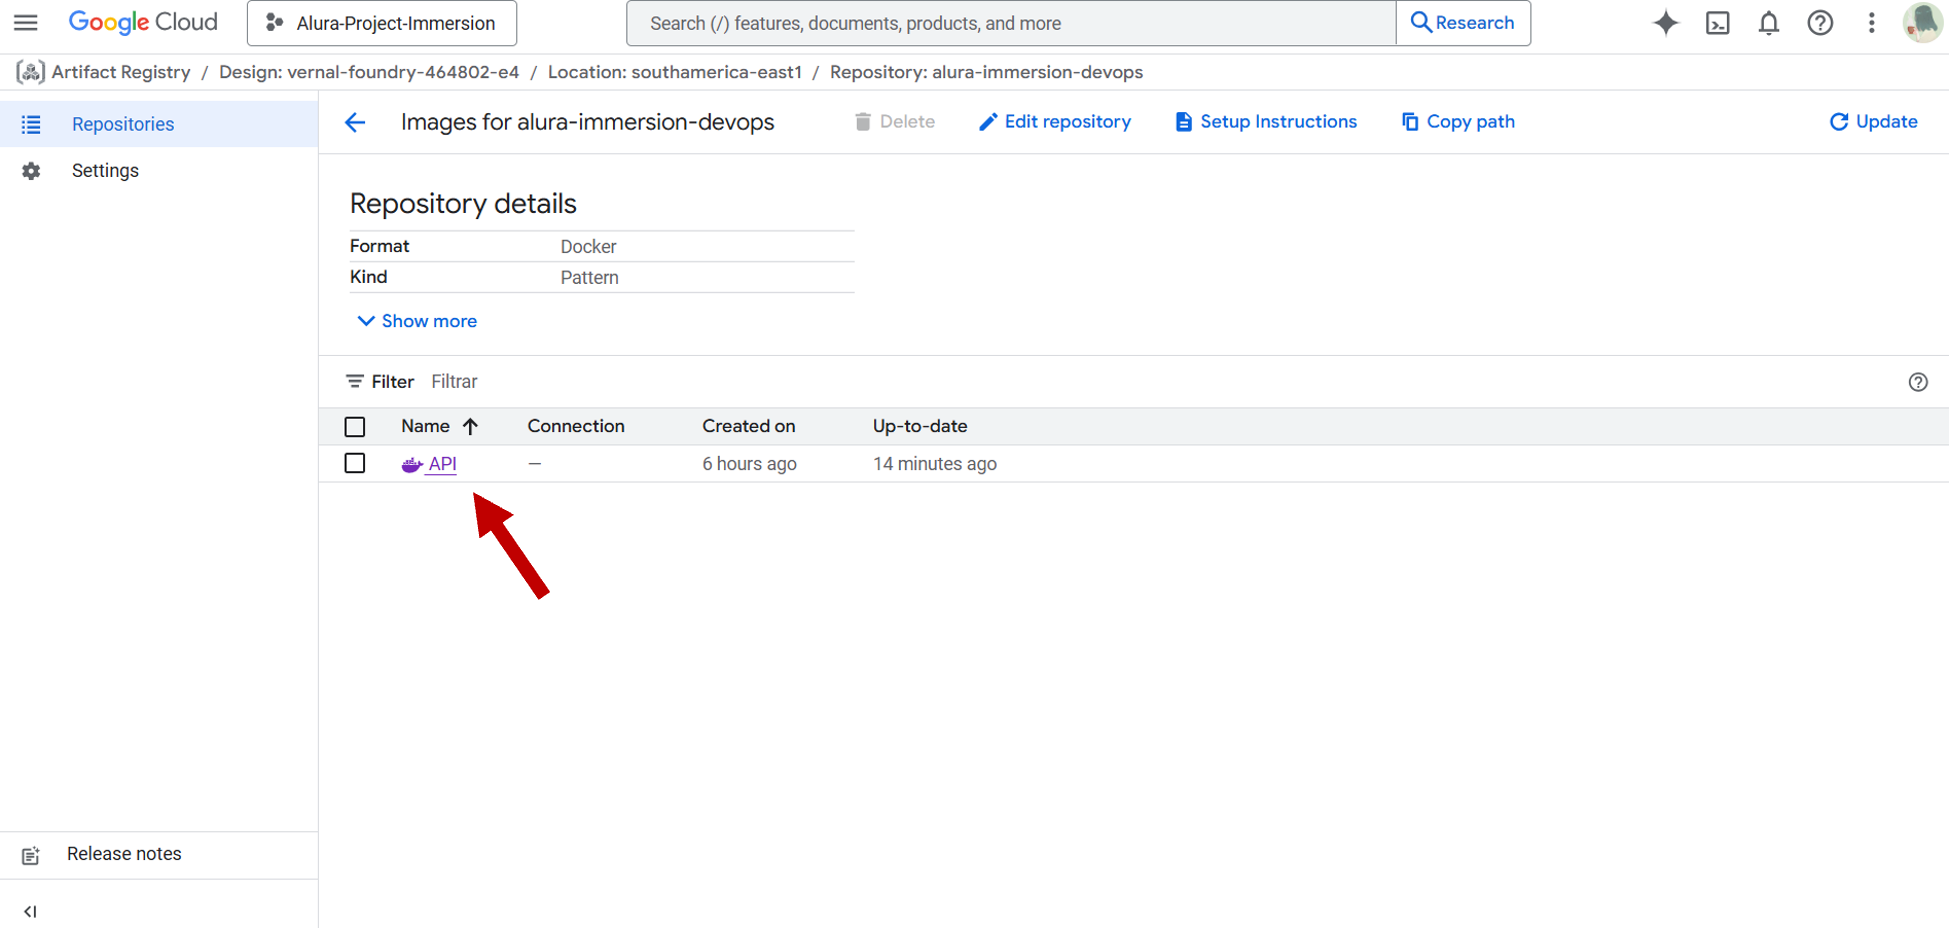 Google Cloud
Alura-Project-Immersion
Search (/) features, documents, products, and more
Research
Artifact Registry / Design: vernal-foundry-464802-e4 / Location: southamerica-east1 / Repository: alura-immersion-devops
Repositories
Settings
Images for alura-immersion-devops
Delete
Edit repository
Setup Instructions
Copy path
Update
Repository details
Format Docker
Kind Pattern
Show more
Filter Filtrar
Name Connection Created on Up-to-date
API — 6 hours ago 14 minutes ago
Release notes